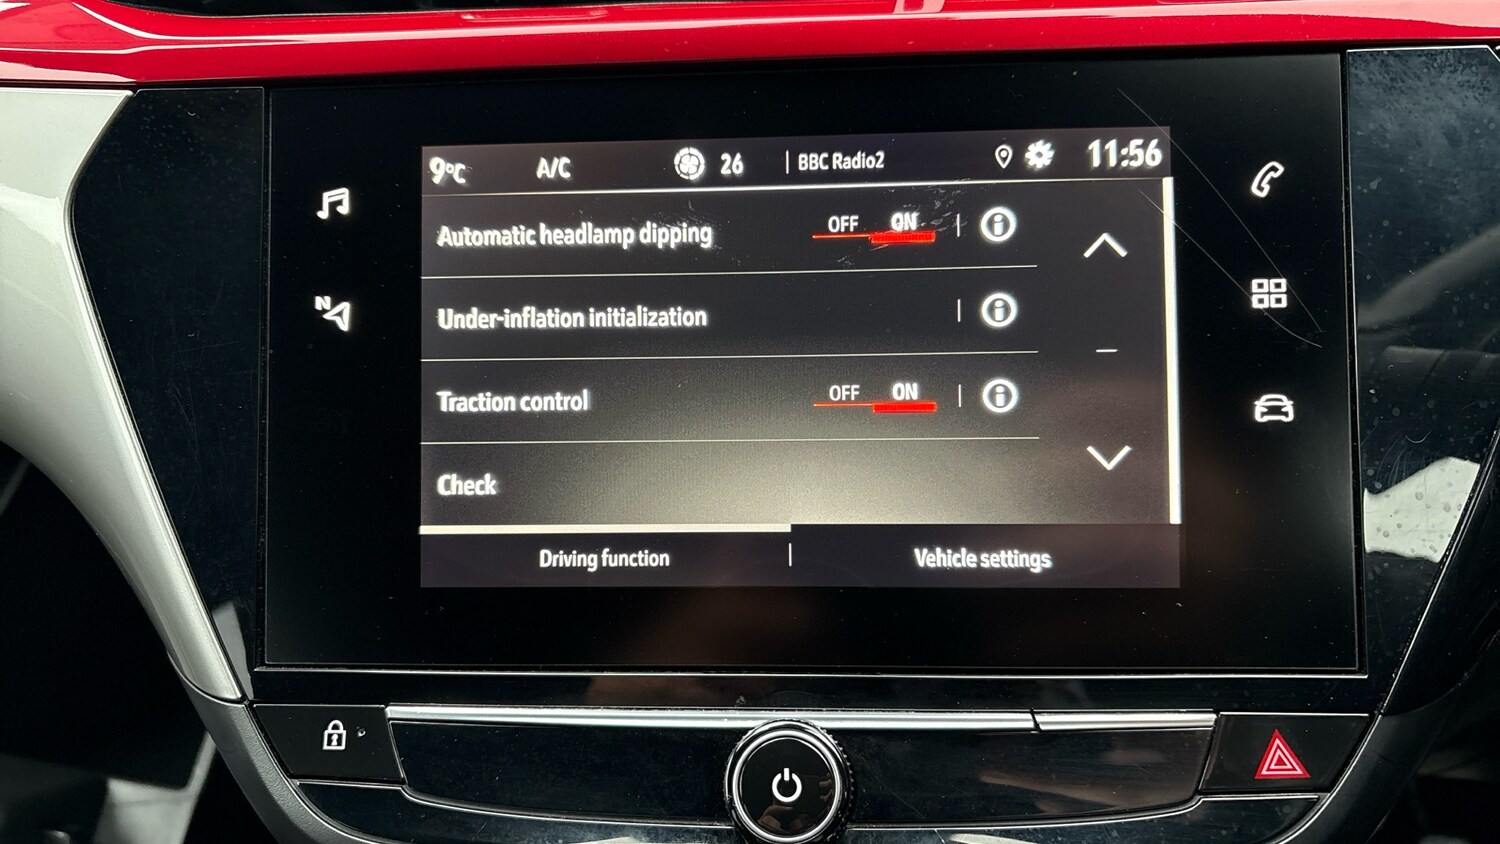 9°C A/C 26 BBC Radio2 11:56
Automatic headlamp dipping OFF ON
Under-inflation initialization
Traction control OFF ON
Check
Driving function Vehicle settings
N